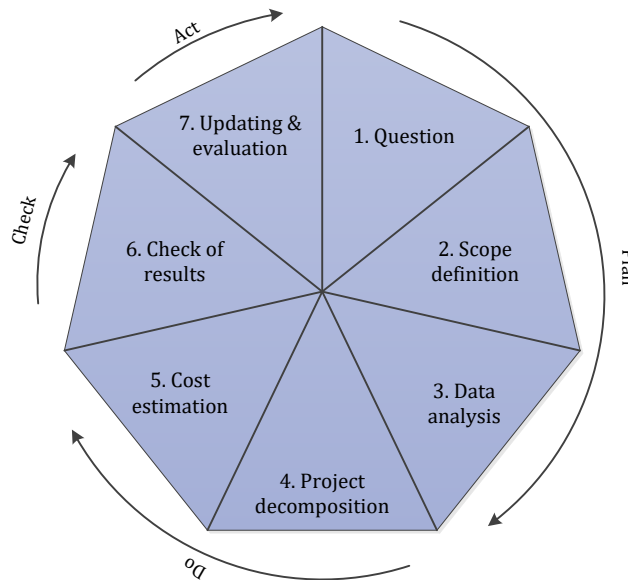 Act
7. Updating &
evaluation
1. Question
Check
6. Check of
results
2. Scope
definition
Plan
5. Cost
estimation
3. Data
analysis
4. Project
decomposition
Do